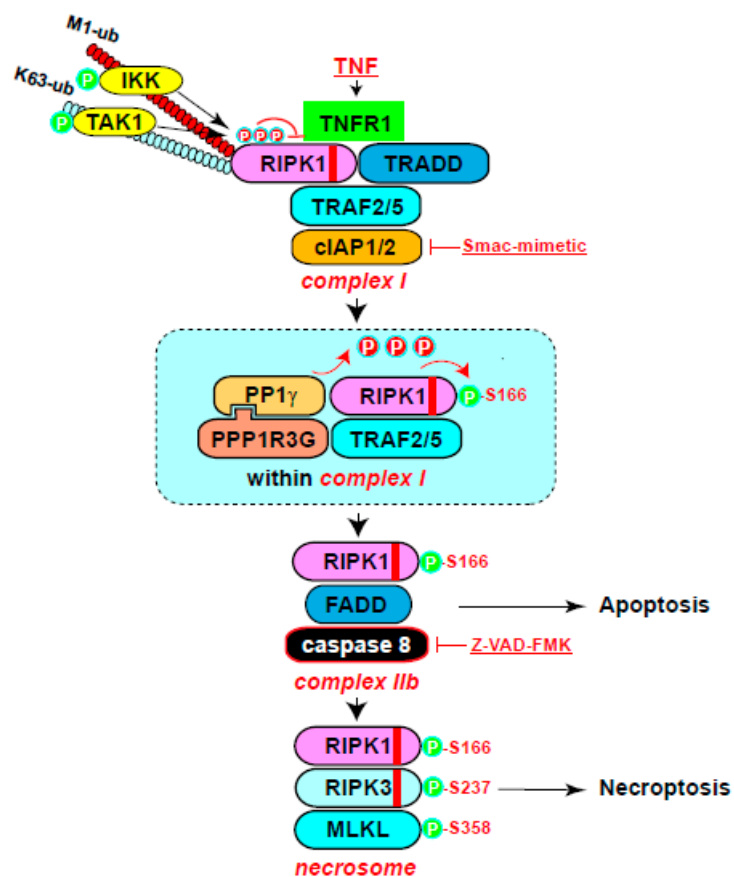 M1-ub
TNF
K63-ub
P IKK
P TAK1
TNFR1
P P P
RIPK1
TRADD
TRAF2/5
cIAP1/2
Smac-mimetic
complex I
P P P
PP1γ
RIPK1
P-S166
PPP1R3G
TRAF2/5
within complex I
RIPK1
P-S166
FADD
Apoptosis
caspase 8
Z-VAD-FMK
complex IIb
RIPK1
P-S166
RIPK3
P-S237
Necroptosis
MLKL
P-S358
necrosome